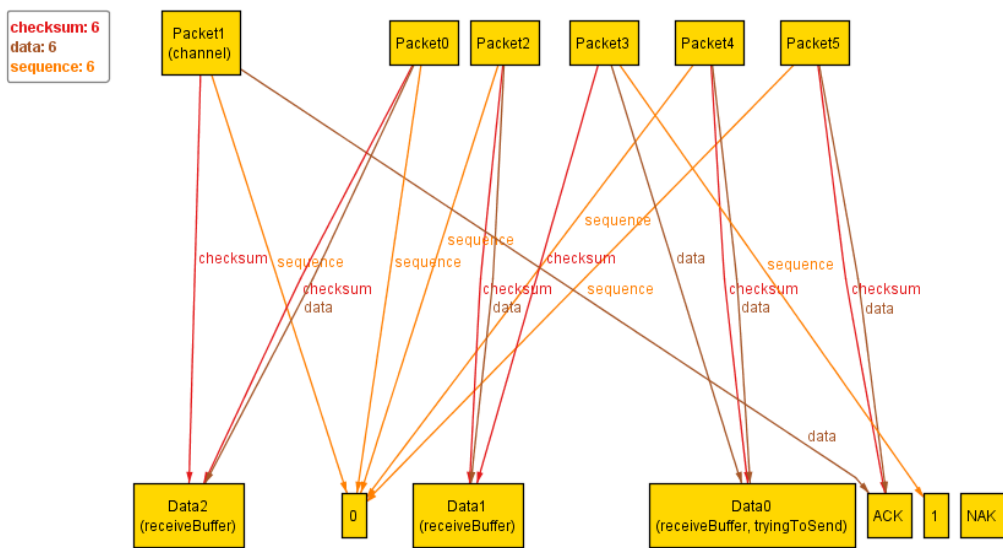 checksum: 6
data: 6
sequence: 6
Packet1
(channel)
Packet0
Packet2
Packet3
Packet4
Packet5
sequence
sequence
data
sequence
checksum
sequence
sequence
checksum
checksum
data
checksum
data
sequence
checksum
data
checksum
data
data
Data2
(receiveBuffer)
0
Data1
(receiveBuffer)
Data0
(receiveBuffer, tryingToSend)
ACK
1
NAK